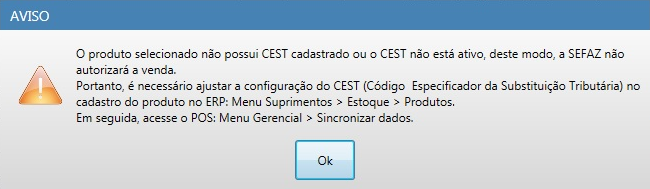 AVISO
O produto selecionado não possui CEST cadastrado ou o CEST não está ativo, deste modo, a SEFAZ não
autorizará a venda.
Portanto, é necessário ajustar a configuração do CEST (Código Especificador da Substituição Tributária) no
cadastro do produto no ERP: Menu Suprimentos > Estoque > Produtos.
Em seguida, acesse o POS: Menu Gerencial > Sincronizar dados.
Ok